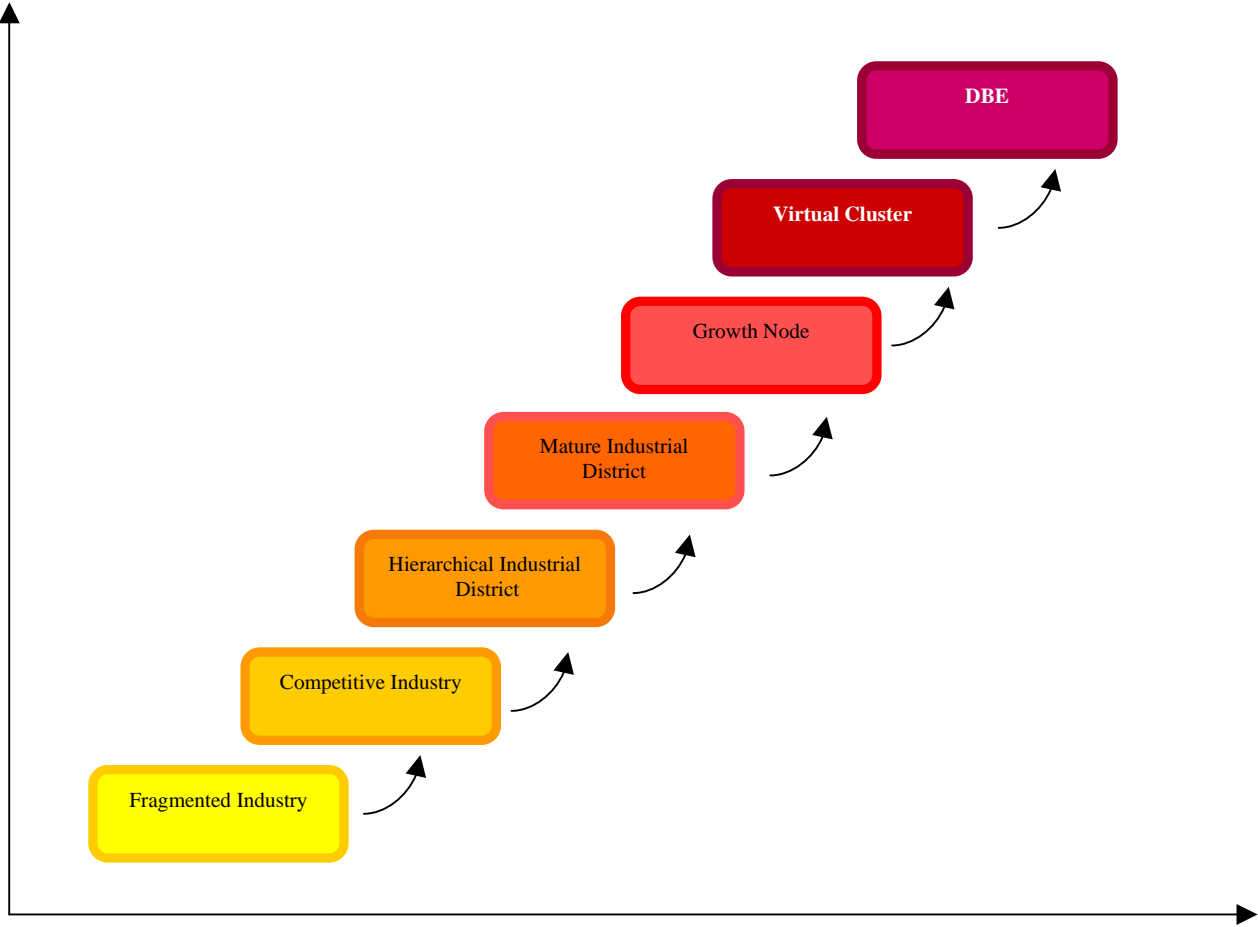 DBE
Virtual Cluster
Growth Node
Mature Industrial
District
Hierarchical Industrial
District
Competitive Industry
Fragmented Industry